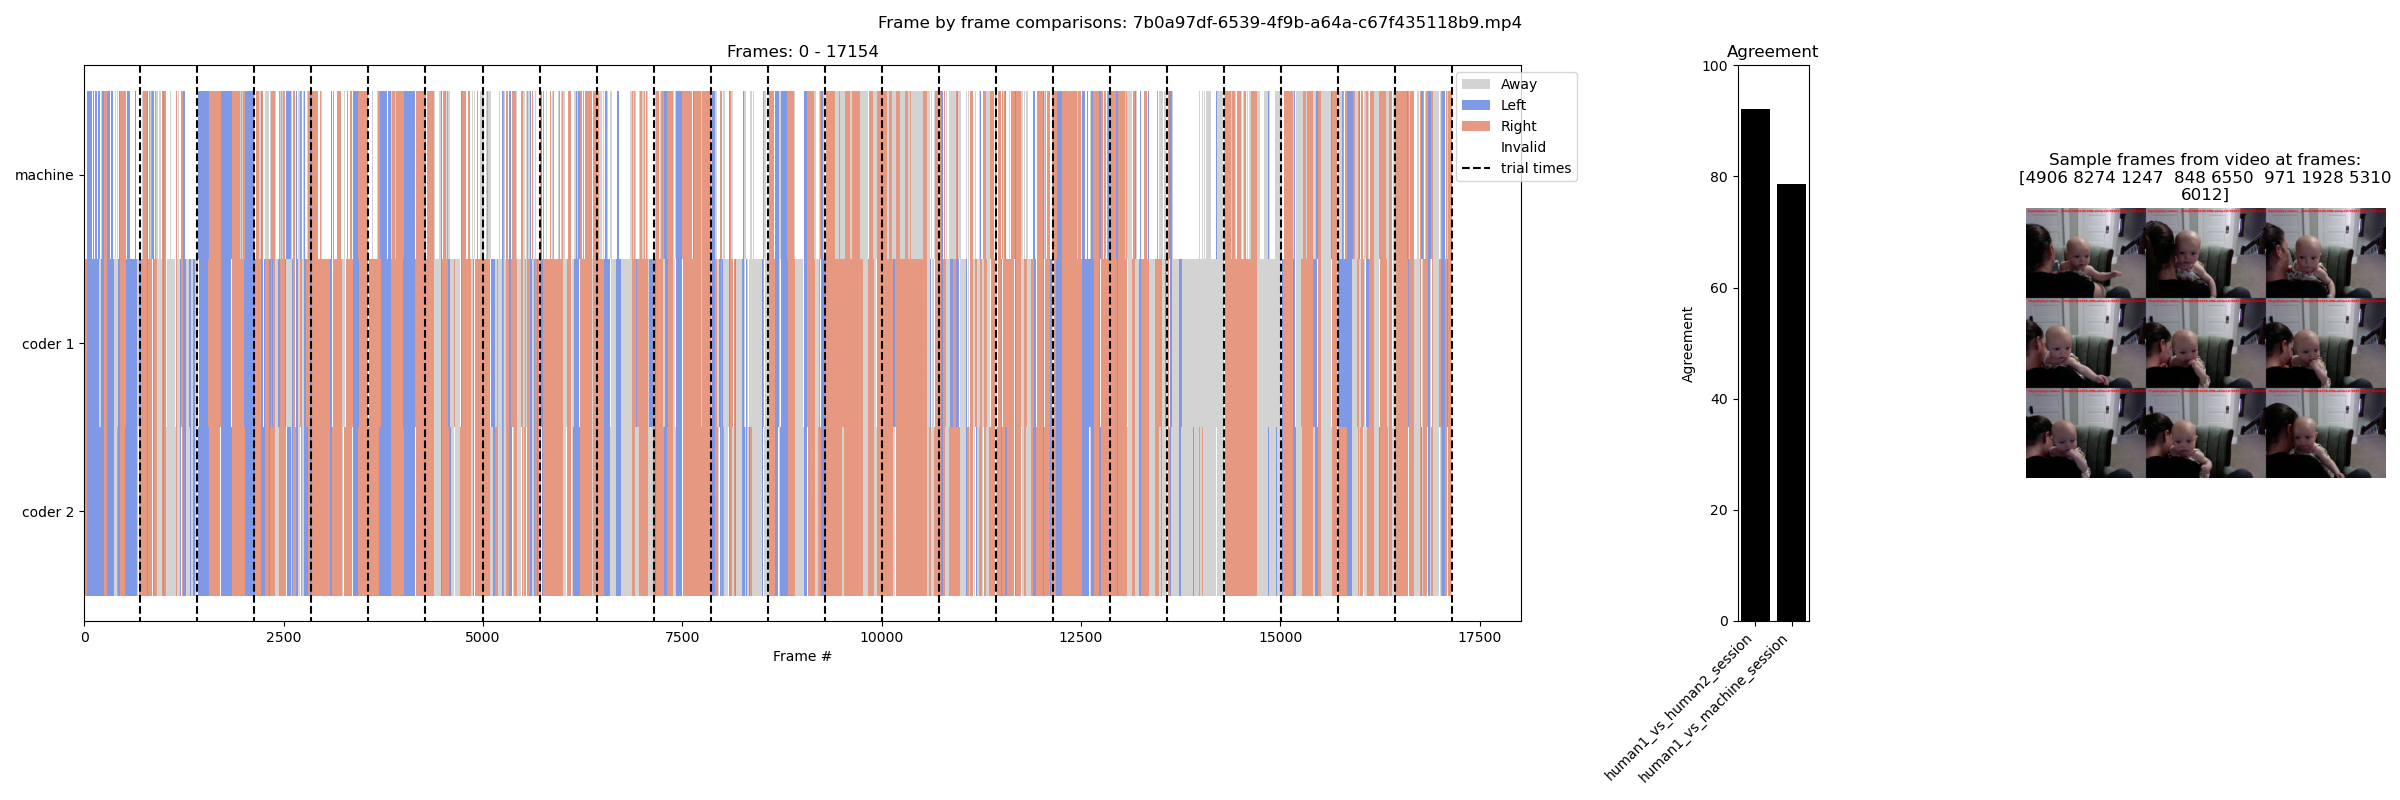 Frame by frame comparisons: 7b0a97df-6539-4f9b-a64a-c67f435118b9.mp4
Frames: 0 - 17154
machine
coder 1
coder 2
0
2500
5000
7500
10000
12500
15000
17500
Frame #
Away
Left
Right
Invalid
trial times
Agreement
100
80
60
40
20
0
Agreement
human1_vs_human2_session
human1_vs_machine_session
Sample frames from video at frames:
[4906 8274 1247  848 6550  971 1928 5310
6012]